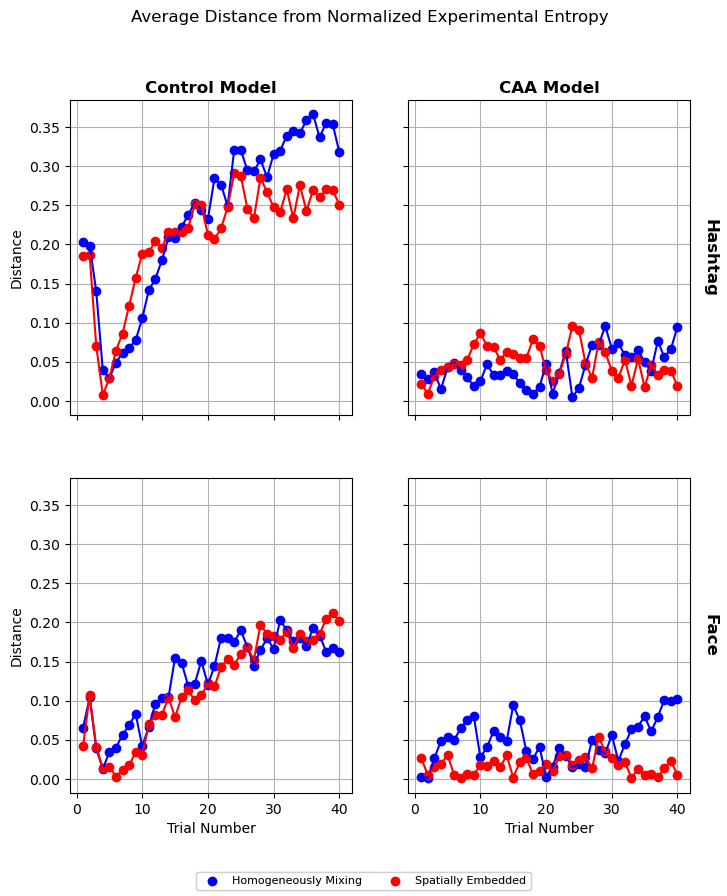 Average Distance from Normalized Experimental Entropy
Control Model
CAA Model
0.35
0.30
0.25
0.20
0.15
0.10
0.05
0.00
Distance
Hashtag
0.35
0.30
0.25
0.20
0.15
0.10
0.05
0.00
Distance
Face
0 10 20 30 40
0 10 20 30 40
Trial Number
Trial Number
Homogeneously Mixing
Spatially Embedded